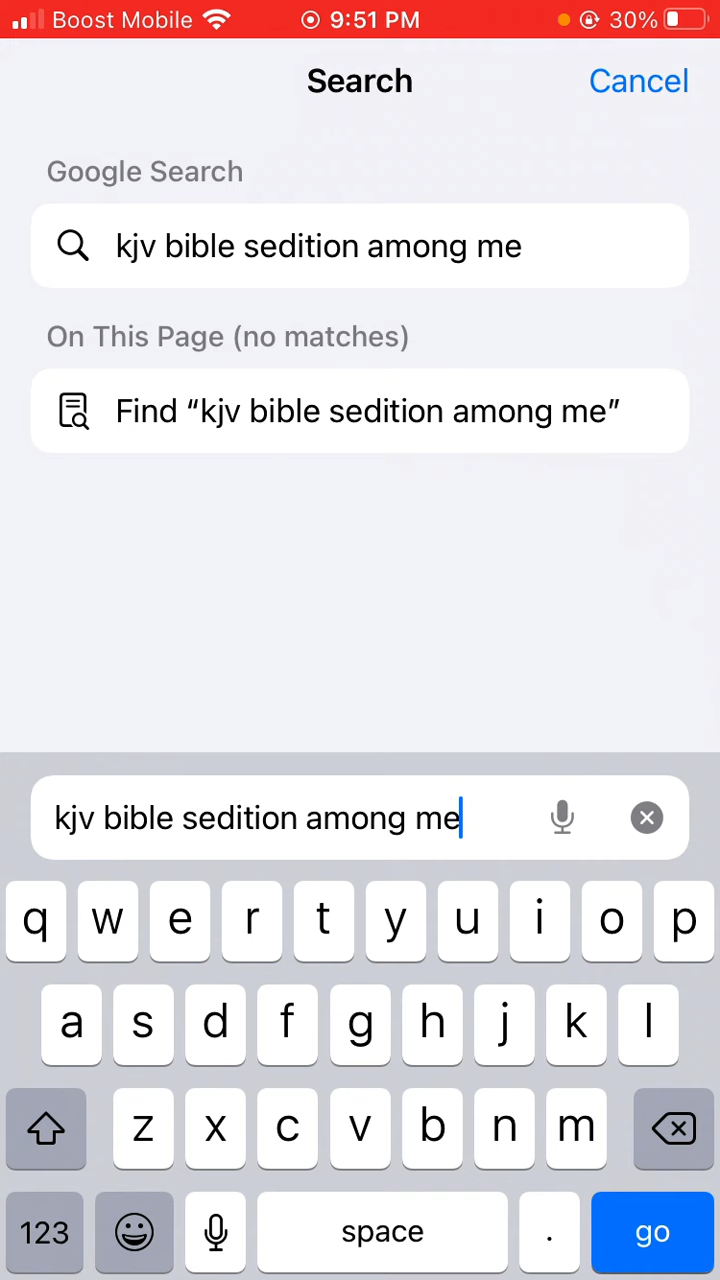 Boost Mobile 9:51 PM 30%
Search Cancel
Google Search
kjv bible sedition among me
On This Page (no matches)
Find “kjv bible sedition among me”
kjv bible sedition among me
q w e r t y u i o p
a s d f g h j k l
z x c v b n m
123 space . go